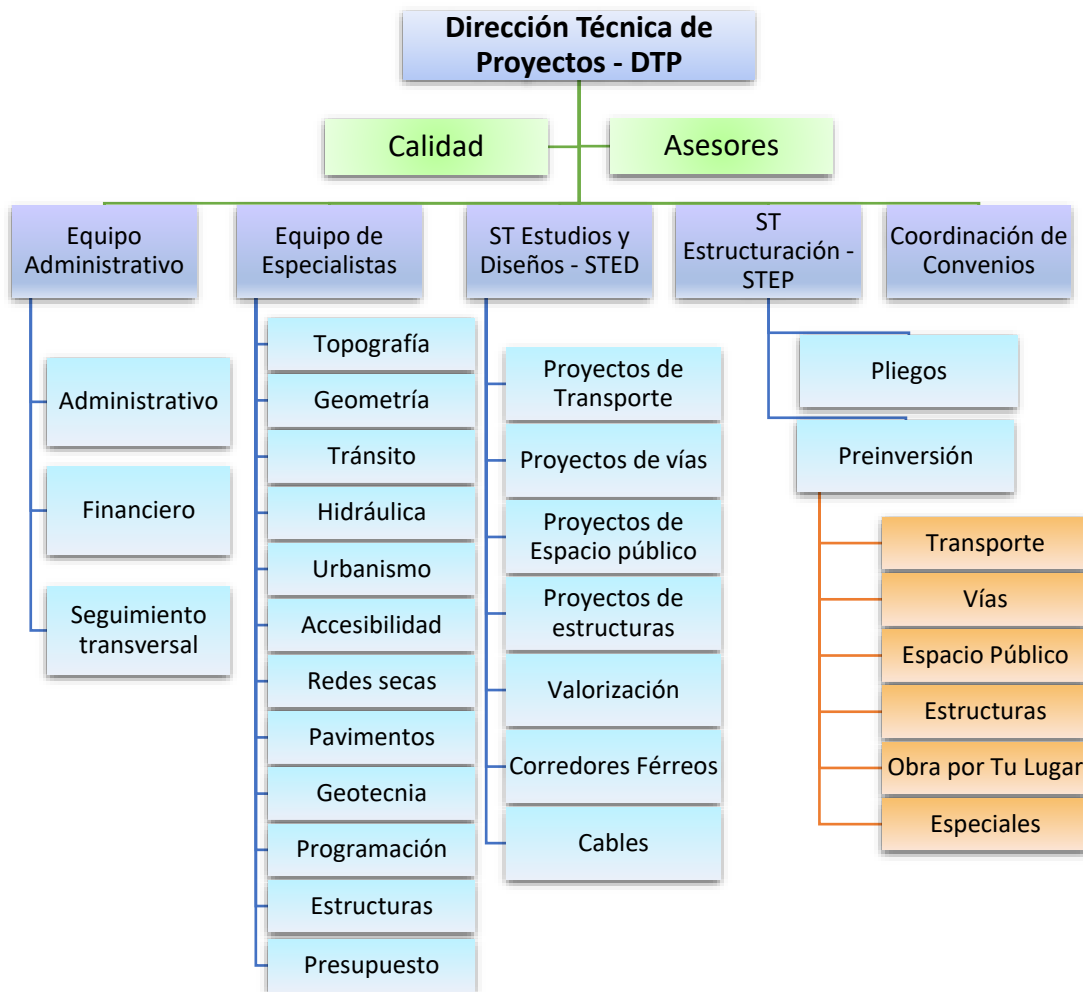 Dirección Técnica de
Proyectos - DTP
Calidad
Asesores
Equipo
Administrativo
Equipo de
Especialistas
ST Estudios y
Diseños - STED
ST
Estructuración -
STEP
Coordinación de
Convenios
Administrativo
Financiero
Seguimiento
transversal
Topografía
Geometría
Tránsito
Hidráulica
Urbanismo
Accesibilidad
Redes secas
Pavimentos
Geotecnia
Programación
Estructuras
Presupuesto
Proyectos de
Transporte
Proyectos de vías
Proyectos de
Espacio público
Proyectos de
estructuras
Valorización
Corredores Férreos
Cables
Pliegos
Preinversión
Transporte
Vías
Espacio Público
Estructuras
Obra por Tu Lugar
Especiales